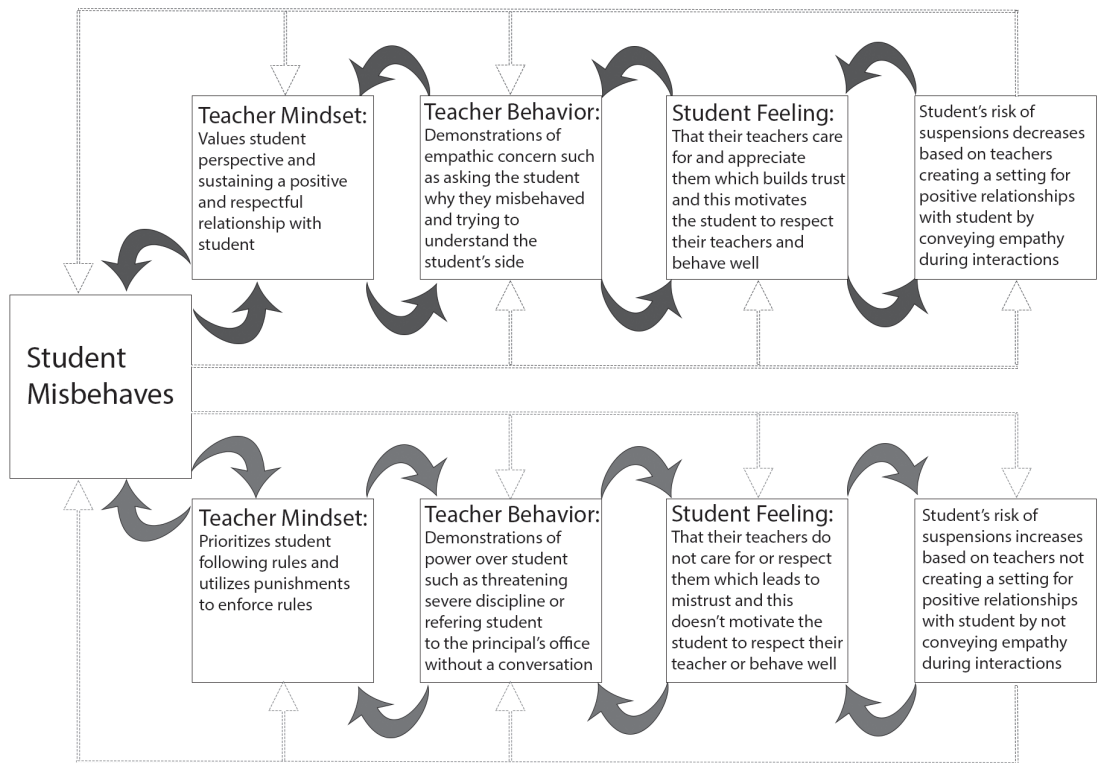 Teacher Mindset:
Values student
perspective and
sustaining a positive
and respectful
relationship with
student
Teacher Behavior:
Demonstrations of
empathic concern such
as asking the student
why they misbehaved
and trying to
understand the
student's side
Student Feeling:
That their teachers care
for and appreciate
them which builds trust
and this motivates
the student to respect
their teachers and
behave well
Student's risk of
suspensions decreases
based on teachers
creating a setting for
positive relationships
with student by
conveying empathy
during interactions
Student
Misbehaves
Teacher Mindset:
Prioritizes student
following rules and
utilizes punishments
to enforce rules
Teacher Behavior:
Demonstrations of
power over student
such as threatening
severe discipline or
refering student
to the principal's office
without a conversation
Student Feeling:
That their teachers do
not care for or respect
them which leads to
mistrust and this
doesn't motivate the
student to respect their
teacher or behave well
Student's risk of
suspensions increases
based on teachers not
creating a setting for
positive relationships
with student by not
conveying empathy
during interactions